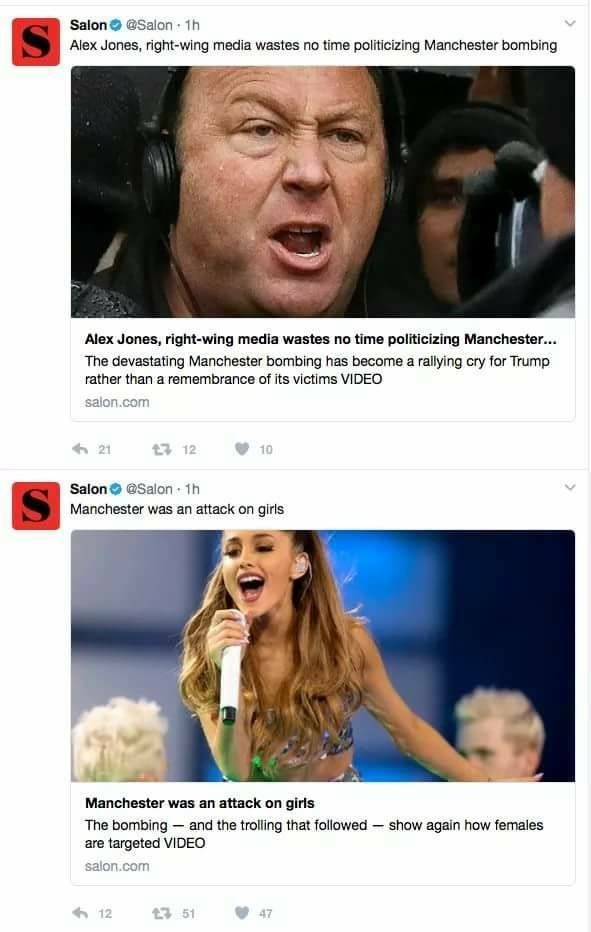 Salon @Salon · 1h
Alex Jones, right-wing media wastes no time politicizing Manchester bombing
Alex Jones, right-wing media wastes no time politicizing Manchester...
The devastating Manchester bombing has become a rallying cry for Trump
rather than a remembrance of its victims VIDEO
salon.com
21 12 10
Salon @Salon · 1h
Manchester was an attack on girls
Manchester was an attack on girls
The bombing — and the trolling that followed — show again how females
are targeted VIDEO
salon.com
12 51 47